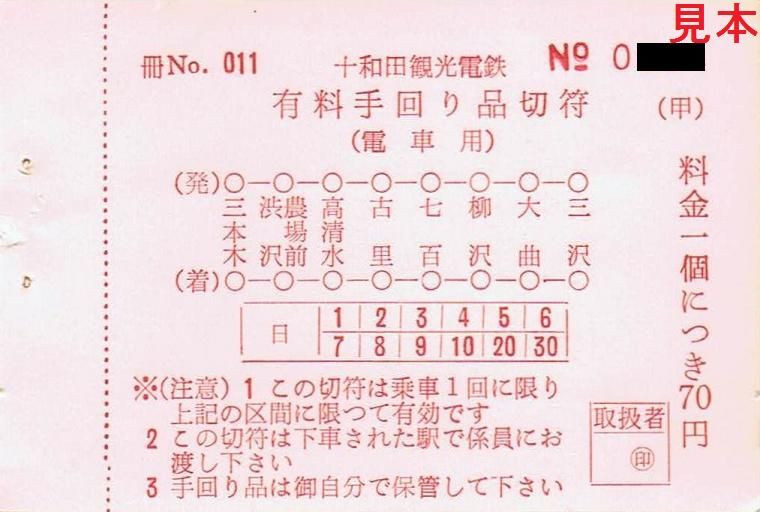 見本
冊No. 011 十和田観光電鉄 № 0
有料手回り品切符 (甲)
(電車用)
(発)○—○—○—○—○—○—○—○
三本木 渋沢 農場前 高清水 古里 七百 柳沢 大曲 三沢
(着)○—○—○—○—○—○—○—○
日 1 2 3 4 5 6
7 8 9 10 20 30
料金一個につき70円
※(注意) 1 この切符は乗車1回に限り
上記の区間に限つて有効です
2 この切符は下車された駅で係員にお
渡し下さい
3 手回り品は御自分で保管して下さい
取扱者
㊞